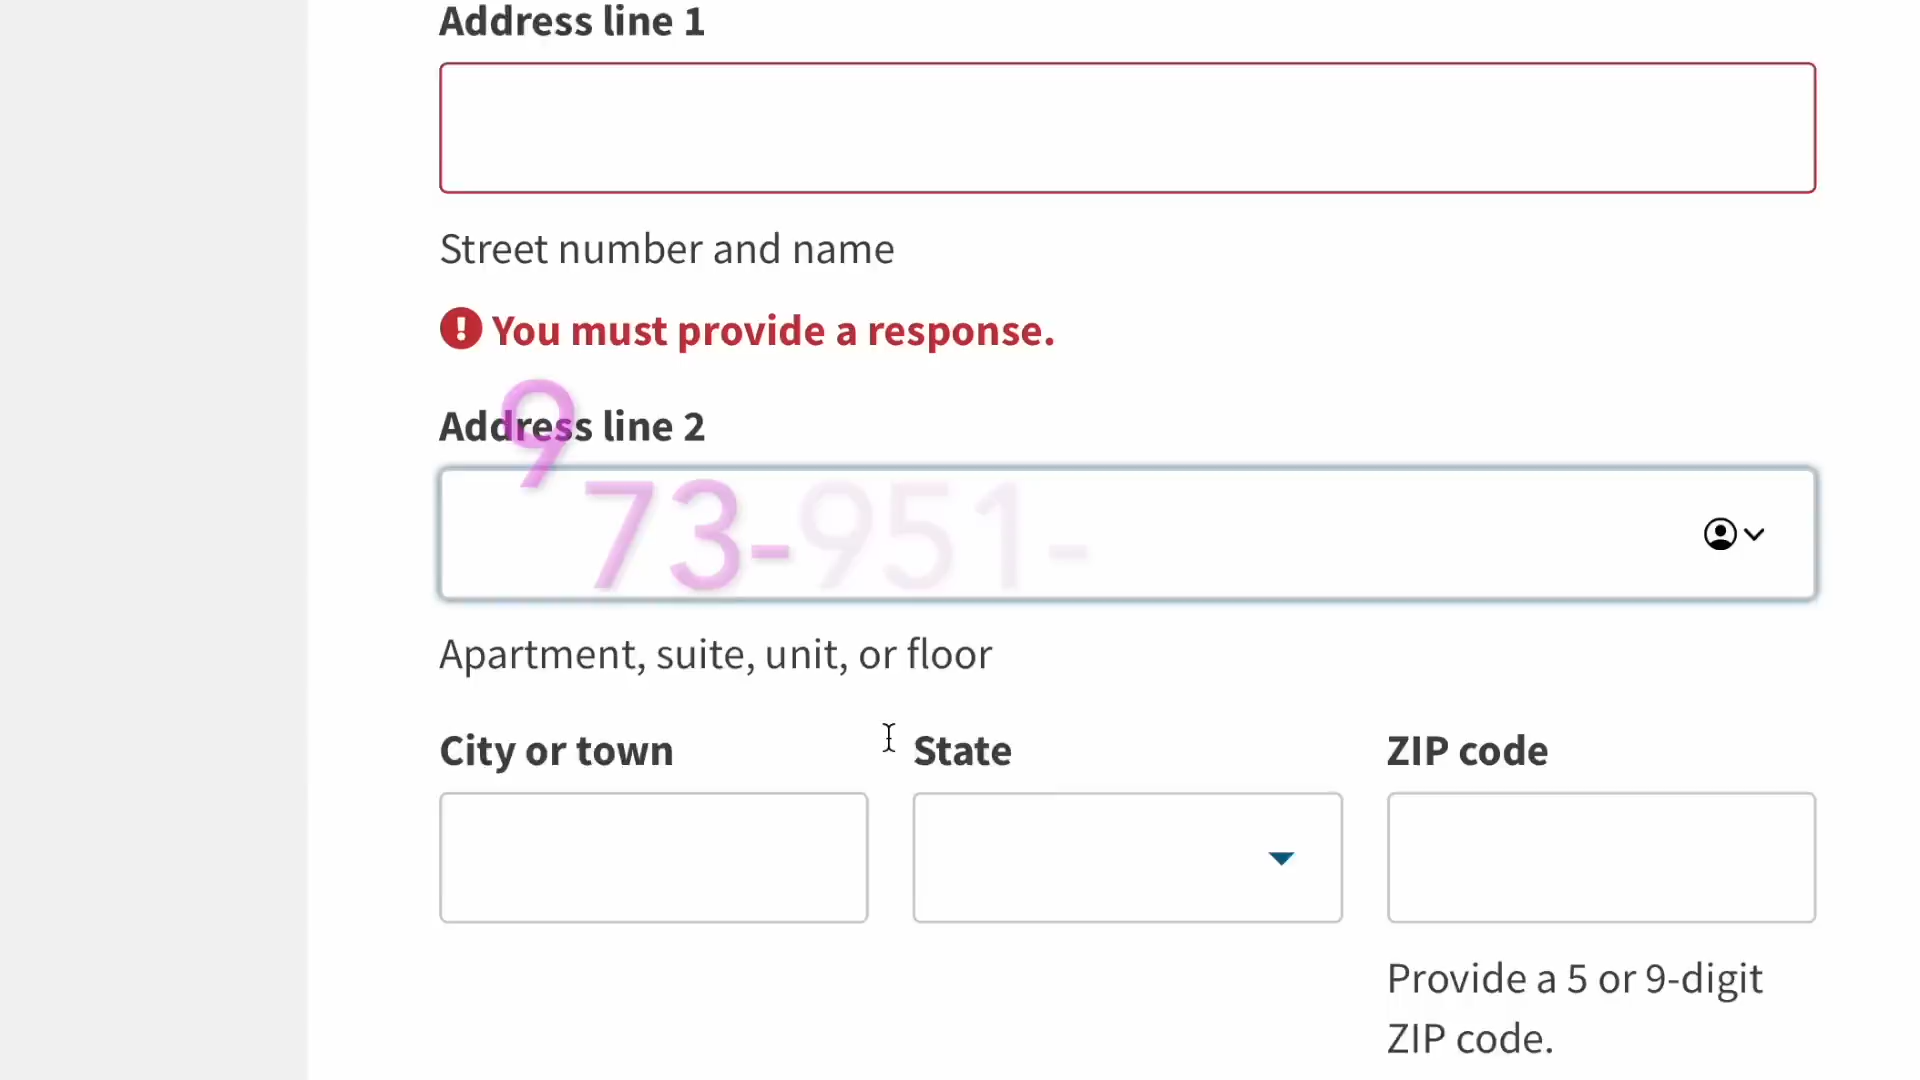 Address line 1
Street number and name
You must provide a response.
Address line 2
973-951-
Apartment, suite, unit, or floor
City or town
State
ZIP code
Provide a 5 or 9-digit
ZIP code.